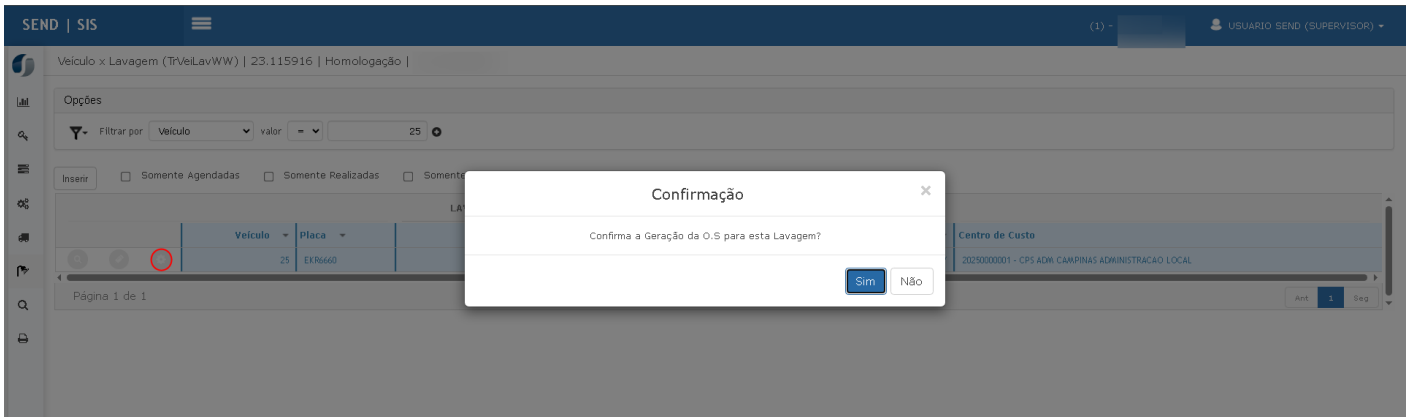 SEND | SIS
(1) -
USUARIO SEND (SUPERVISOR)
Veículo x Lavagem (TrVeiLavWW) | 23.115916 | Homologação |
Opções
Filtrar por Veículo valor = 25
Inserir Somente Agendadas Somente Realizadas Somente
LA
Veículo Placa Centro de Custo
25 EKR6660 20250000001 - CPS ADM CAMPINAS ADMINISTRACAO LOCAL
Página 1 de 1
Ant 1 Seg
Confirmação ×
Confirma a Geração da O.S para esta Lavagem?
Sim Não